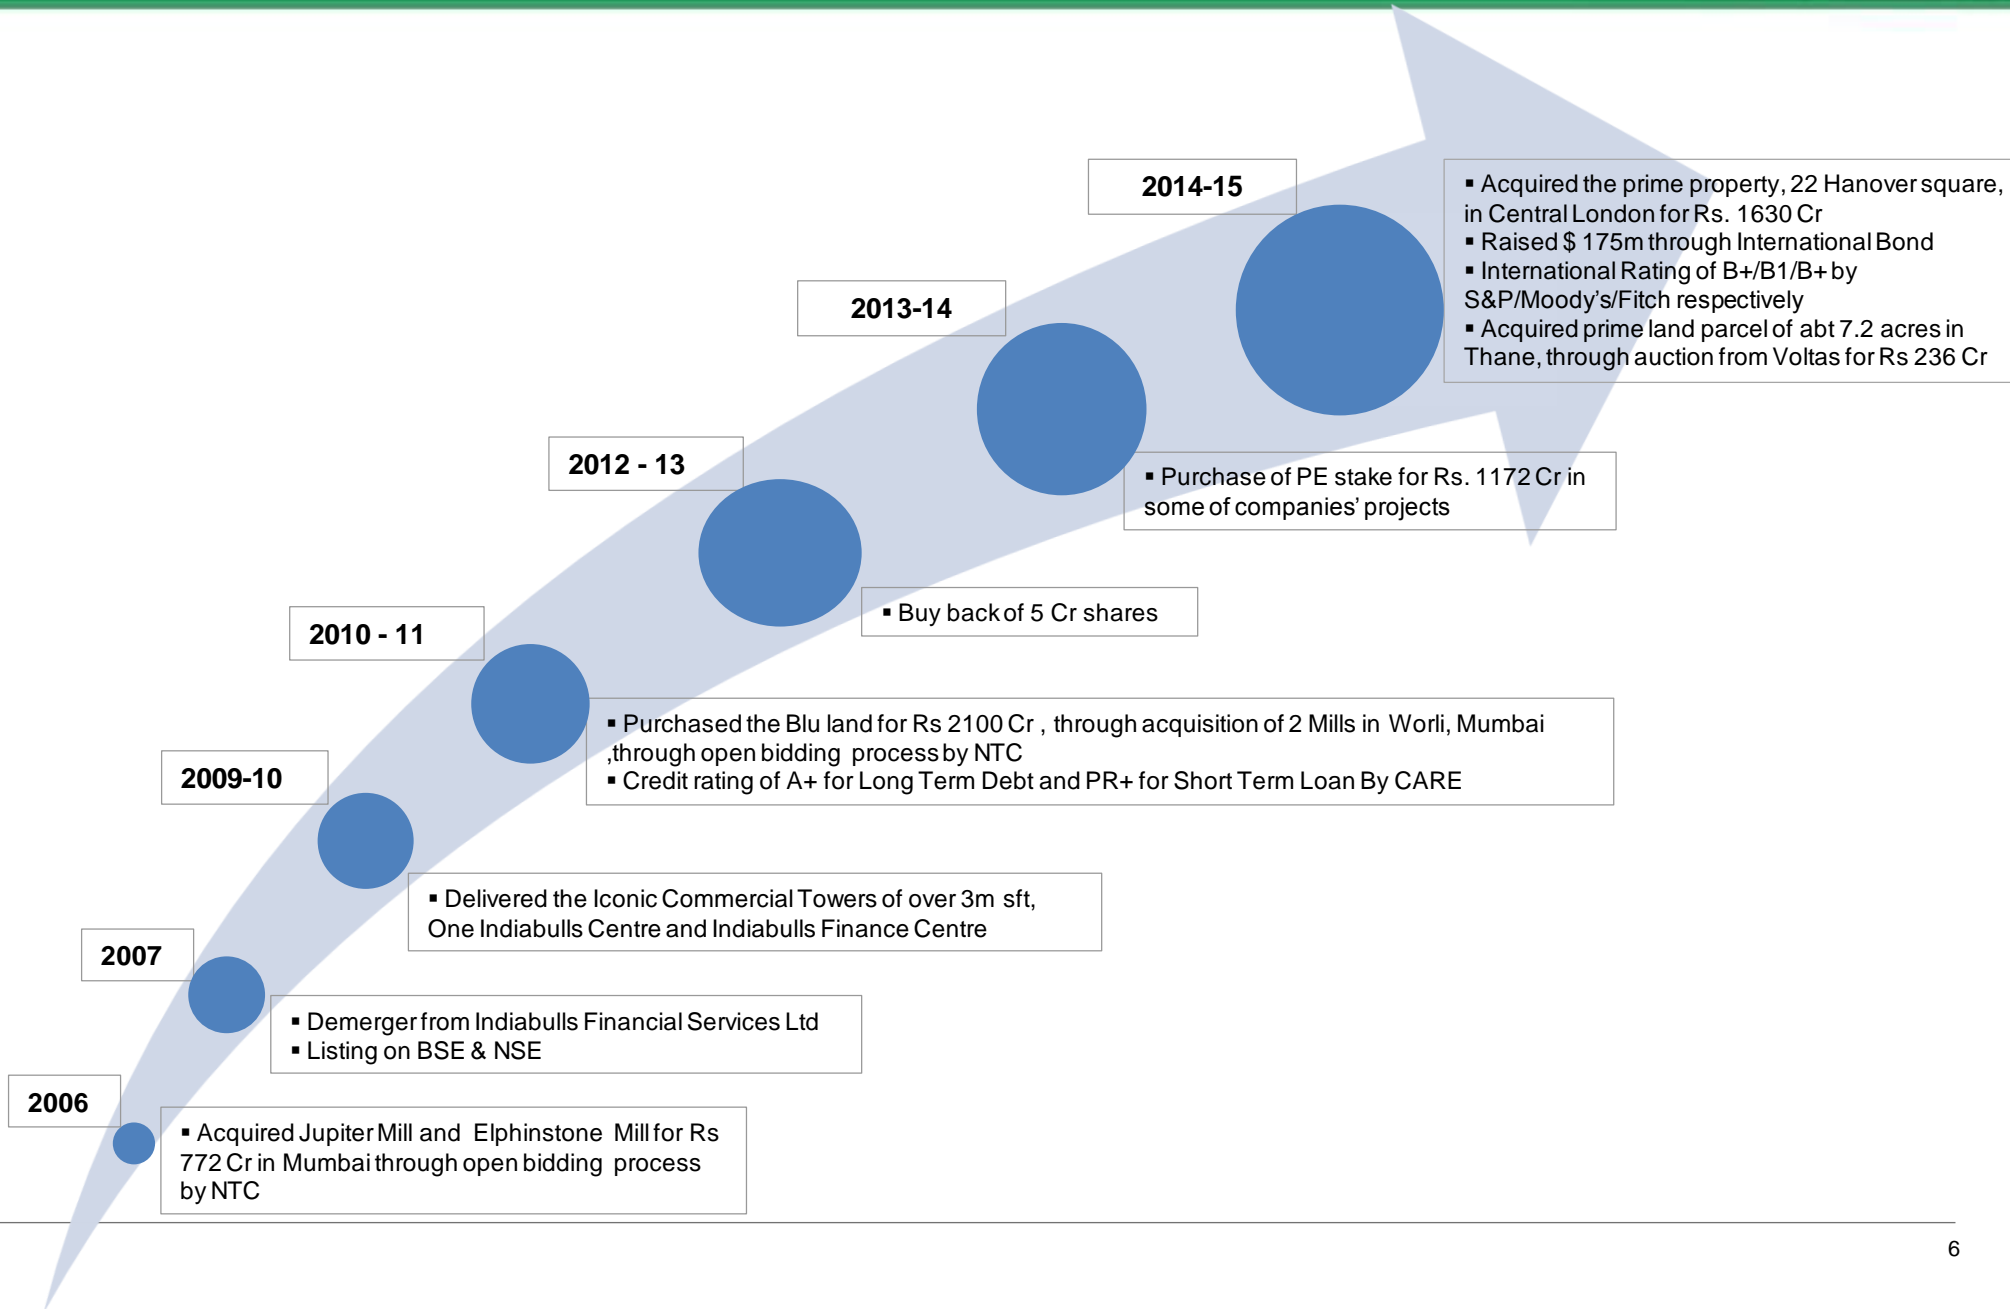 2014-15
▪ Acquired the prime property, 22 Hanover square,
in Central London for Rs. 1630 Cr
▪ Raised $ 175m through International Bond
▪ International Rating of B+/B1/B+ by
S&P/Moody’s/Fitch respectively
▪ Acquired prime land parcel of abt 7.2 acres in
Thane, through auction from Voltas for Rs 236 Cr
2013-14
▪ Purchase of PE stake for Rs. 1172 Cr in
some of companies’ projects
2012 - 13
▪ Buy back of 5 Cr shares
2010 - 11
▪ Purchased the Blu land for Rs 2100 Cr , through acquisition of 2 Mills in Worli, Mumbai
,through open bidding process by NTC
▪ Credit rating of A+ for Long Term Debt and PR+ for Short Term Loan By CARE
2009-10
▪ Delivered the Iconic Commercial Towers of over 3m sft,
One Indiabulls Centre and Indiabulls Finance Centre
2007
▪ Demerger from Indiabulls Financial Services Ltd
▪ Listing on BSE & NSE
2006
▪ Acquired Jupiter Mill and Elphinstone Mill for Rs
772 Cr in Mumbai through open bidding process
by NTC
6